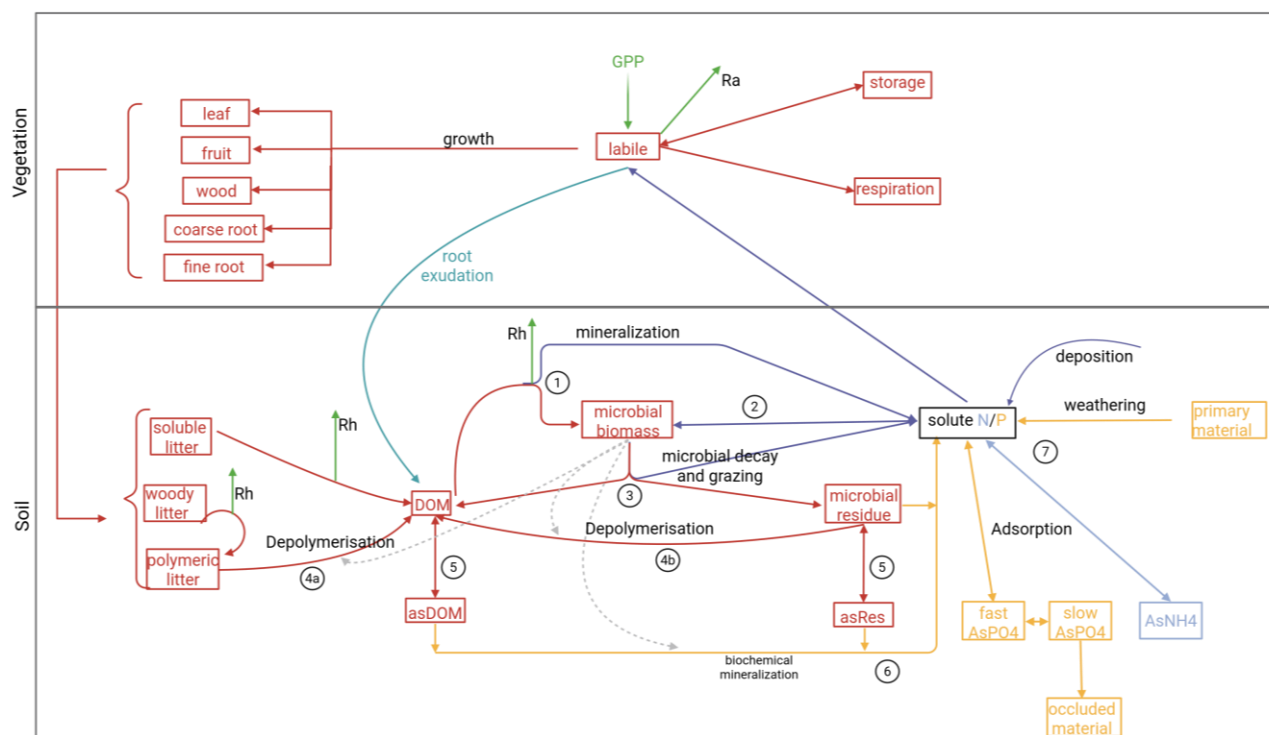 Vegetation
GPP
Ra
storage
leaf
fruit
growth
labile
wood
respiration
coarse root
fine root
root
exudation
Soil
Rh
mineralization
deposition
1
microbial
biomass
2
solute N/P
weathering
primary
material
soluble
litter
Rh
microbial decay
and grazing
7
woody
litter
Rh
DOM
3
microbial
residue
Depolymerisation
Depolymerisation
Adsorption
polymeric
litter
4a
5
4b
5
asDOM
asRes
fast
AsPO4
slow
AsPO4
AsNH4
biochemical
mineralization
6
occluded
material